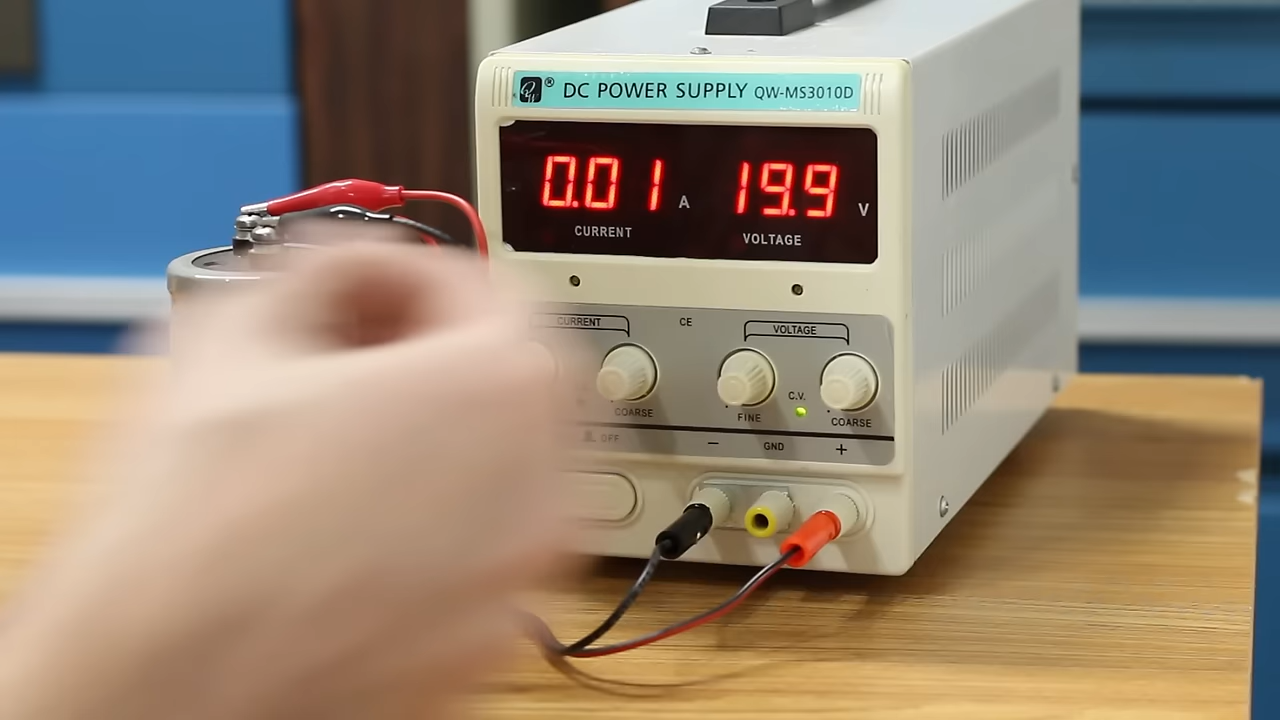 ® DC POWER SUPPLY QW-MS3010D
0.01 A 19.9 V
CURRENT VOLTAGE
CURRENT CE VOLTAGE
C.V.
COARSE FINE COARSE
OFF − GND +